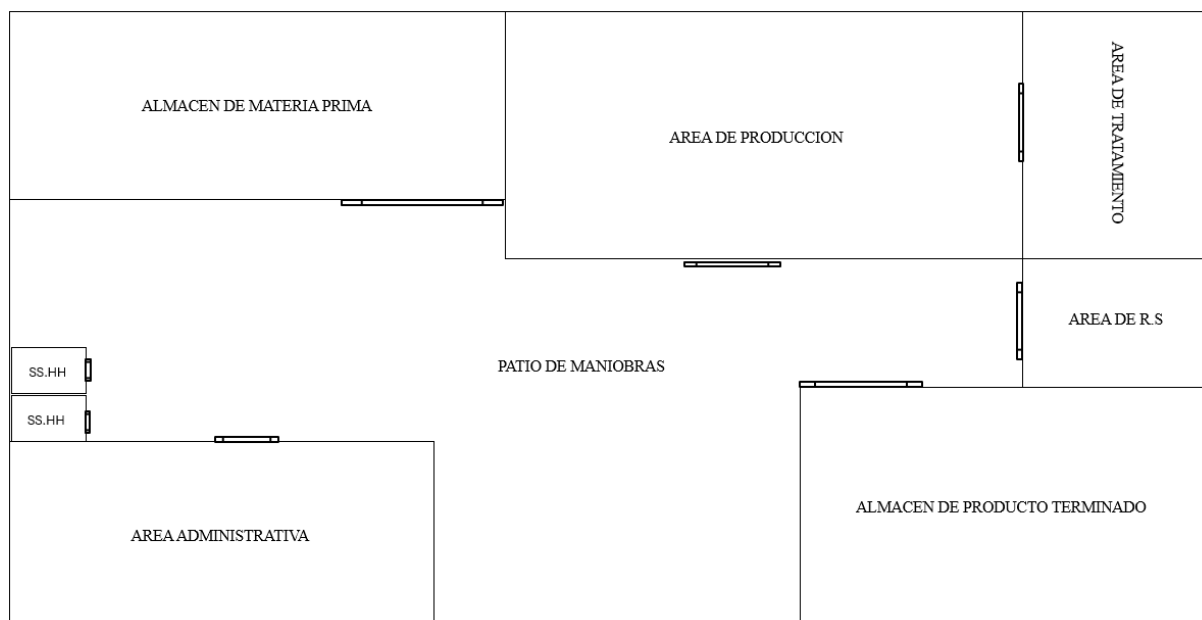 ALMACEN DE MATERIA PRIMA
AREA DE PRODUCCION
AREA DE TRATAMIENTO
AREA DE R.S
PATIO DE MANIOBRAS
SS.HH
SS.HH
ALMACEN DE PRODUCTO TERMINADO
AREA ADMINISTRATIVA